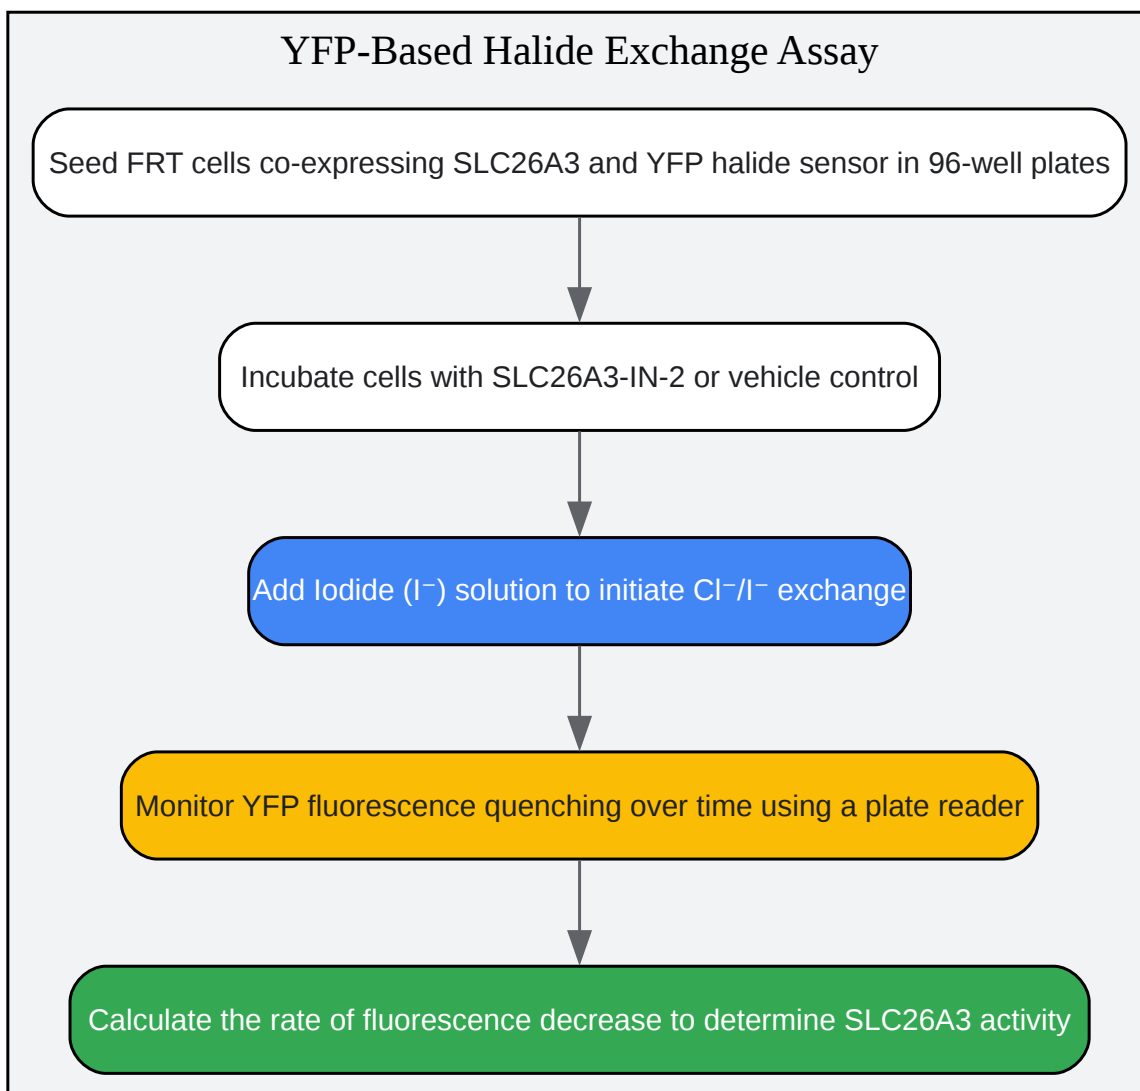 YFP-Based Halide Exchange Assay
Seed FRT cells co-expressing SLC26A3 and YFP halide sensor in 96-well plates
Incubate cells with SLC26A3-IN-2 or vehicle control
Add Iodide (I⁻) solution to initiate Cl⁻/I⁻ exchange
Monitor YFP fluorescence quenching over time using a plate reader
Calculate the rate of fluorescence decrease to determine SLC26A3 activity